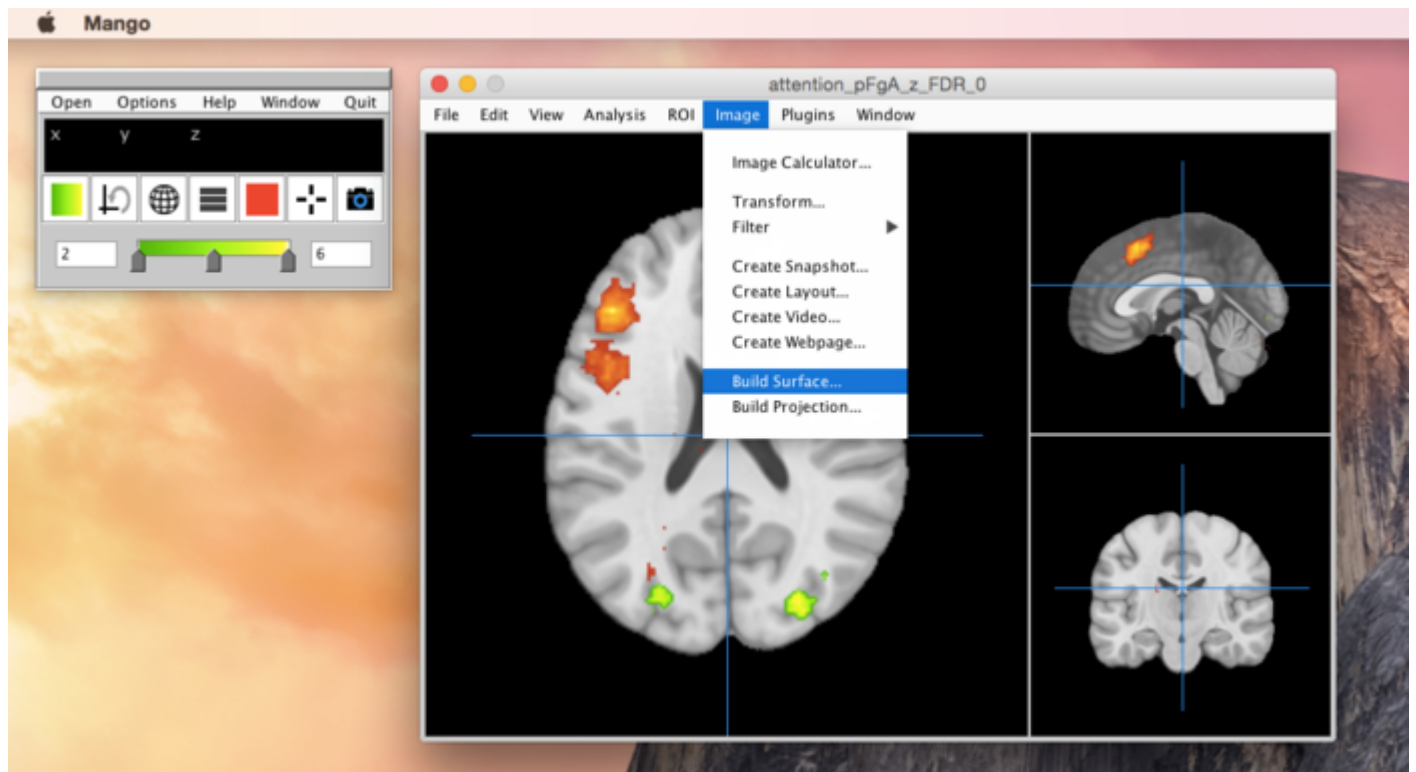 Mango
Open Options Help Window Quit
x y z
2 6
attention_pFgA_z_FDR_0
File Edit View Analysis ROI Image Plugins Window
Image Calculator...
Transform...
Filter
Create Snapshot...
Create Layout...
Create Video...
Create Webpage...
Build Surface...
Build Projection...